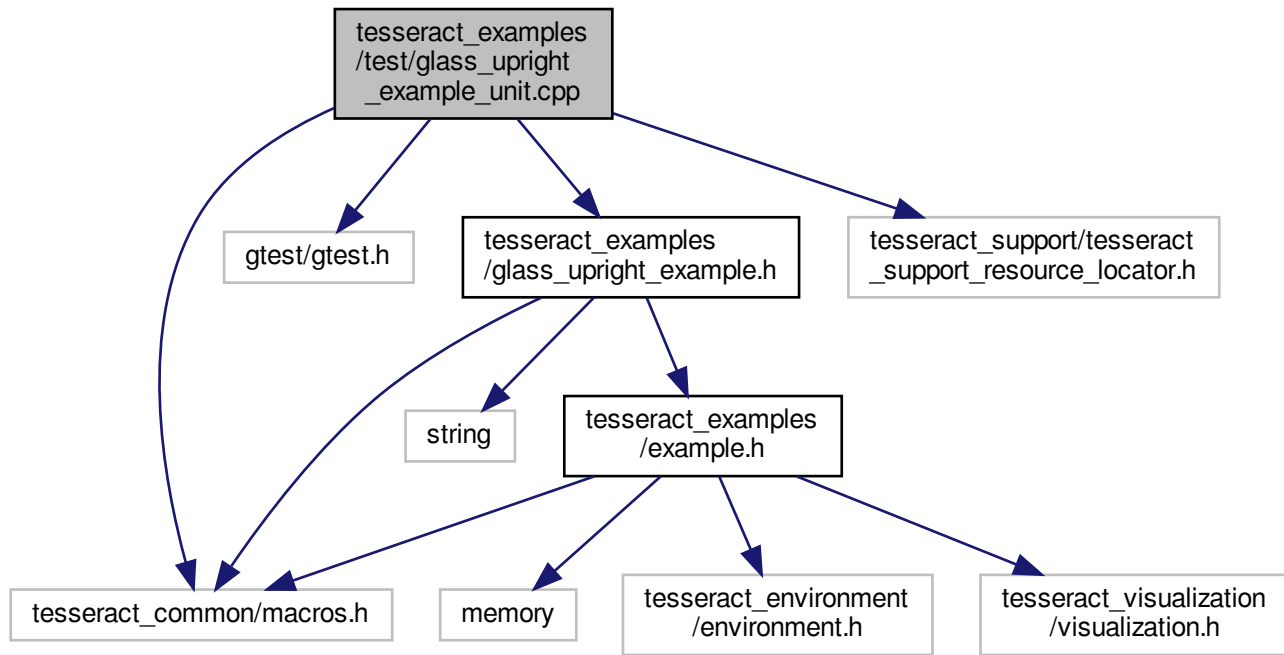 tesseract_examples
/test/glass_upright
_example_unit.cpp
gtest/gtest.h
tesseract_examples
/glass_upright_example.h
tesseract_support/tesseract
_support_resource_locator.h
string
tesseract_examples
/example.h
tesseract_common/macros.h
memory
tesseract_environment
/environment.h
tesseract_visualization
/visualization.h